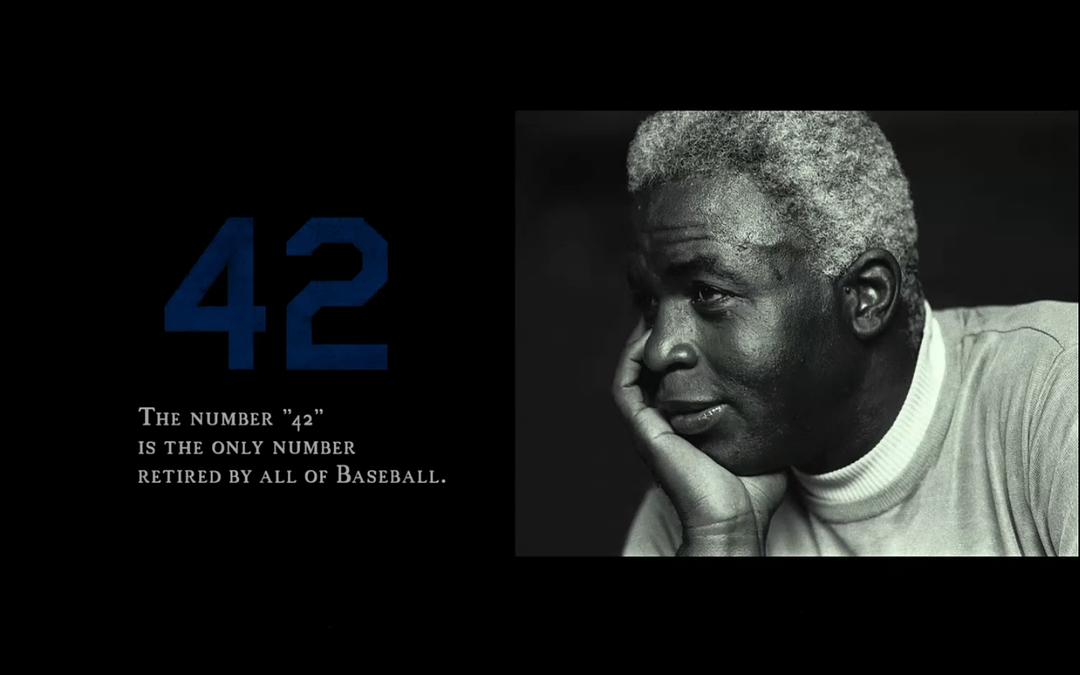 42
The number "42"
is the only number
retired by all of Baseball.